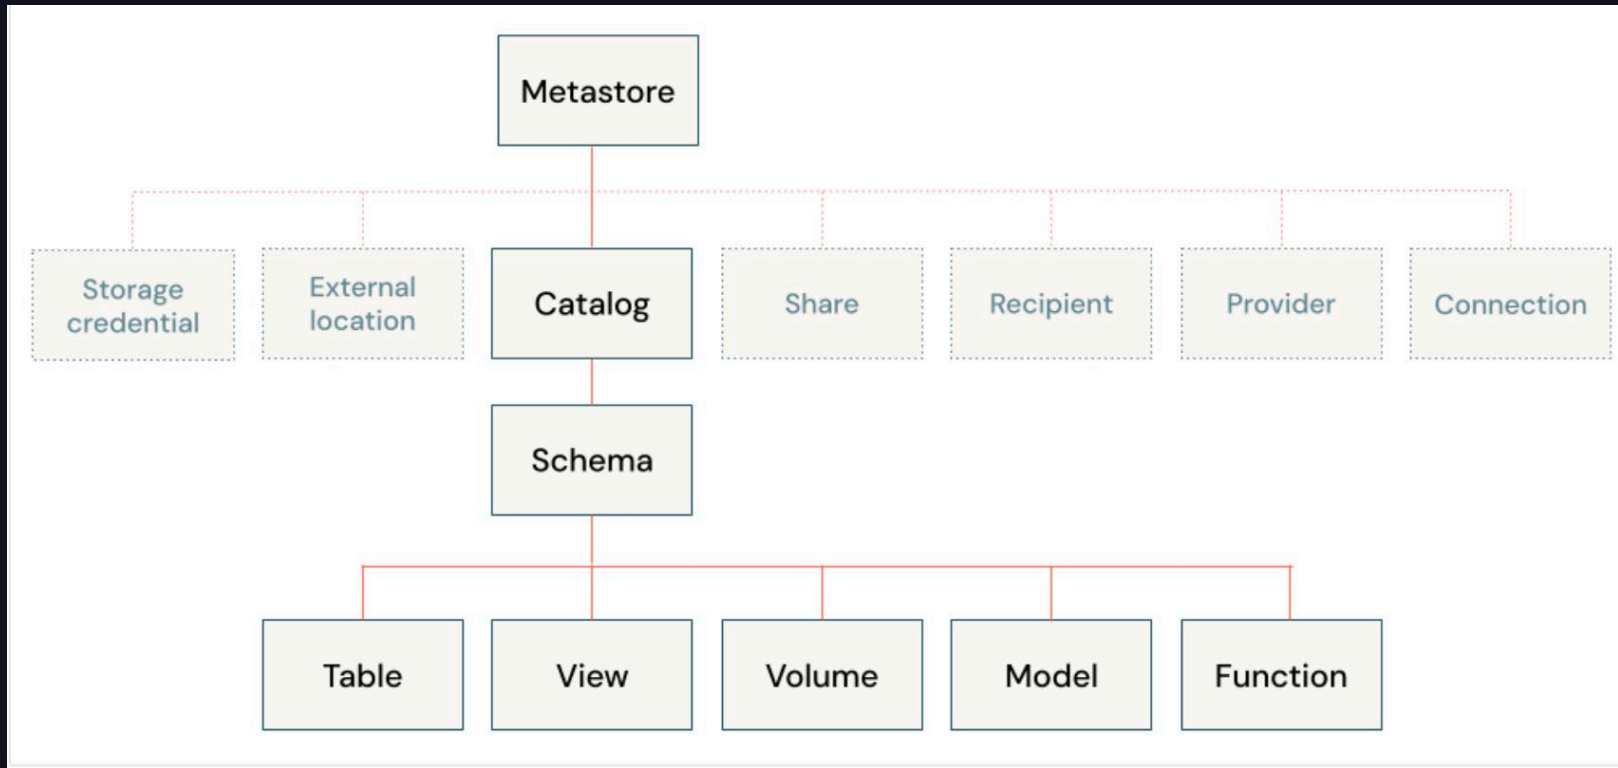 Metastore
Storage
credential
External
location
Catalog
Share
Recipient
Provider
Connection
Schema
Table
View
Volume
Model
Function